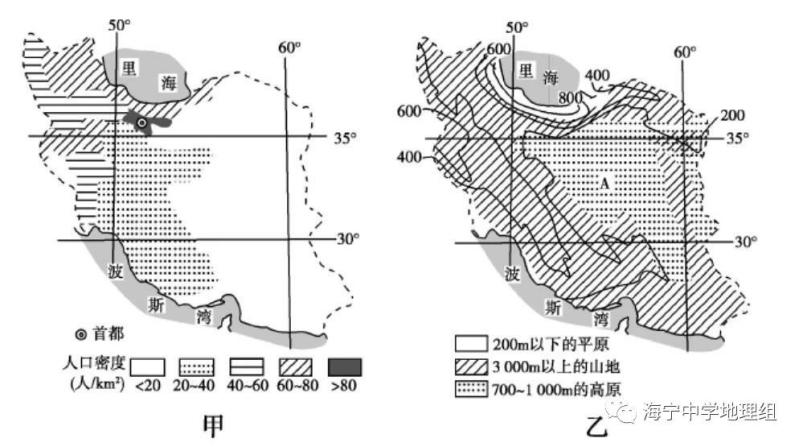 50°
60°
里 海
35°
30°
波
斯
湾
首都
人口密度
(人/km²)
<20 20~40 40~60 60~80 >80
甲
50°
60°
600
里 海
400
800
600
200
35°
400
A
30°
波
斯
湾
200m以下的平原
3 000m以上的山地
700~1 000m的高原
乙
海宁中学地理组